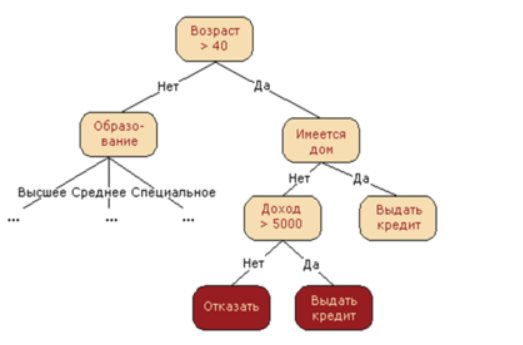 Возраст
> 40
Нет
Да
Образо-
вание
Имеется
дом
Высшее Среднее Специальное
... ... ...
Нет
Да
Доход
> 5000
Выдать
кредит
Нет
Да
Отказать
Выдать
кредит